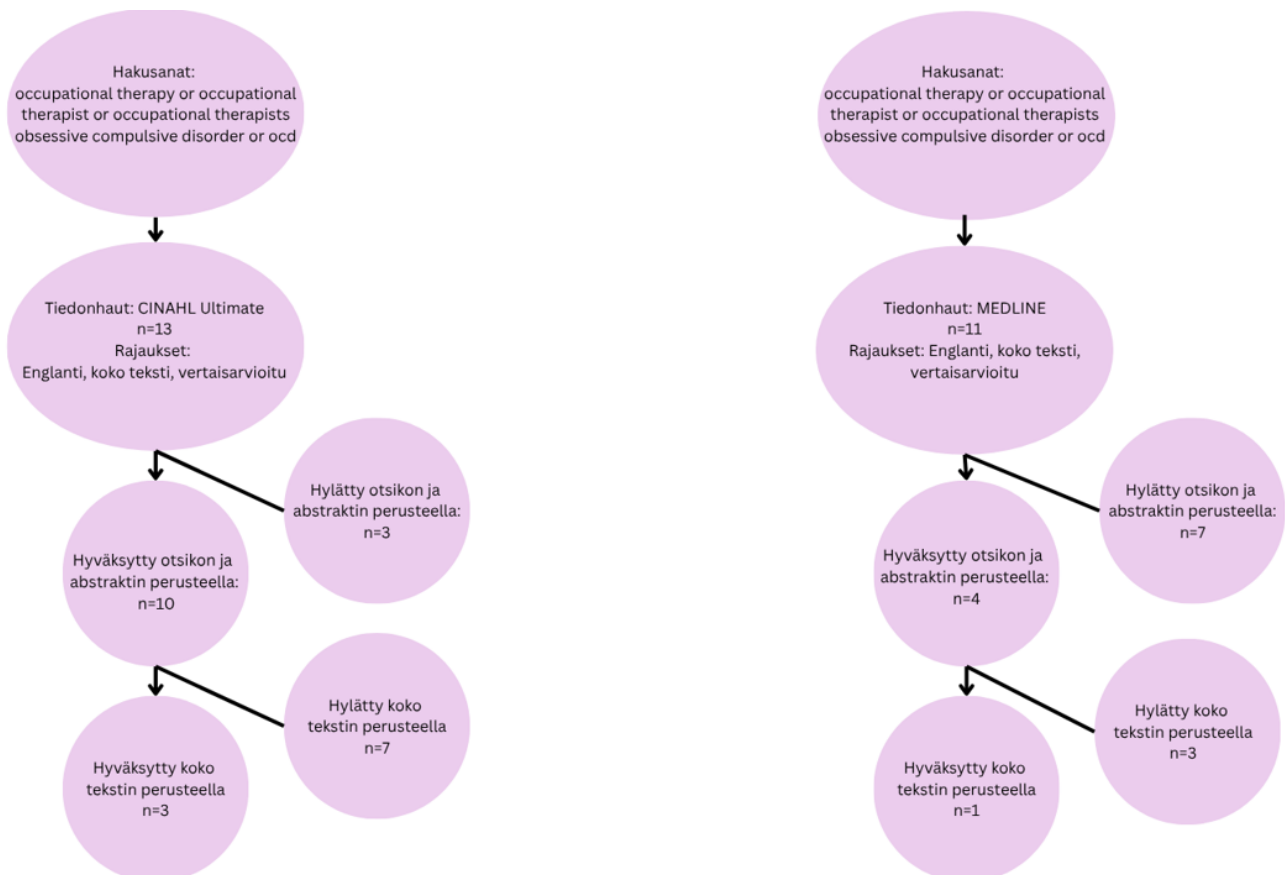 Hakusanat:
occupational therapy or occupational
therapist or occupational therapists
obsessive compulsive disorder or ocd
Tiedonhaut: CINAHL Ultimate
n=13
Rajaukset:
Englanti, koko teksti, vertaisarvioitu
Hylätty otsikon ja
abstraktin perusteella:
n=3
Hyväksytty otsikon ja
abstraktin perusteella:
n=10
Hylätty koko
tekstin perusteella
n=7
Hyväksytty koko
tekstin perusteella
n=3
Hakusanat:
occupational therapy or occupational
therapist or occupational therapists
obsessive compulsive disorder or ocd
Tiedonhaut: MEDLINE
n=11
Rajaukset: Englanti, koko teksti,
vertaisarvioitu
Hylätty otsikon ja
abstraktin perusteella:
n=7
Hyväksytty otsikon ja
abstraktin perusteella:
n=4
Hylätty koko
tekstin perusteella
n=3
Hyväksytty koko
tekstin perusteella
n=1